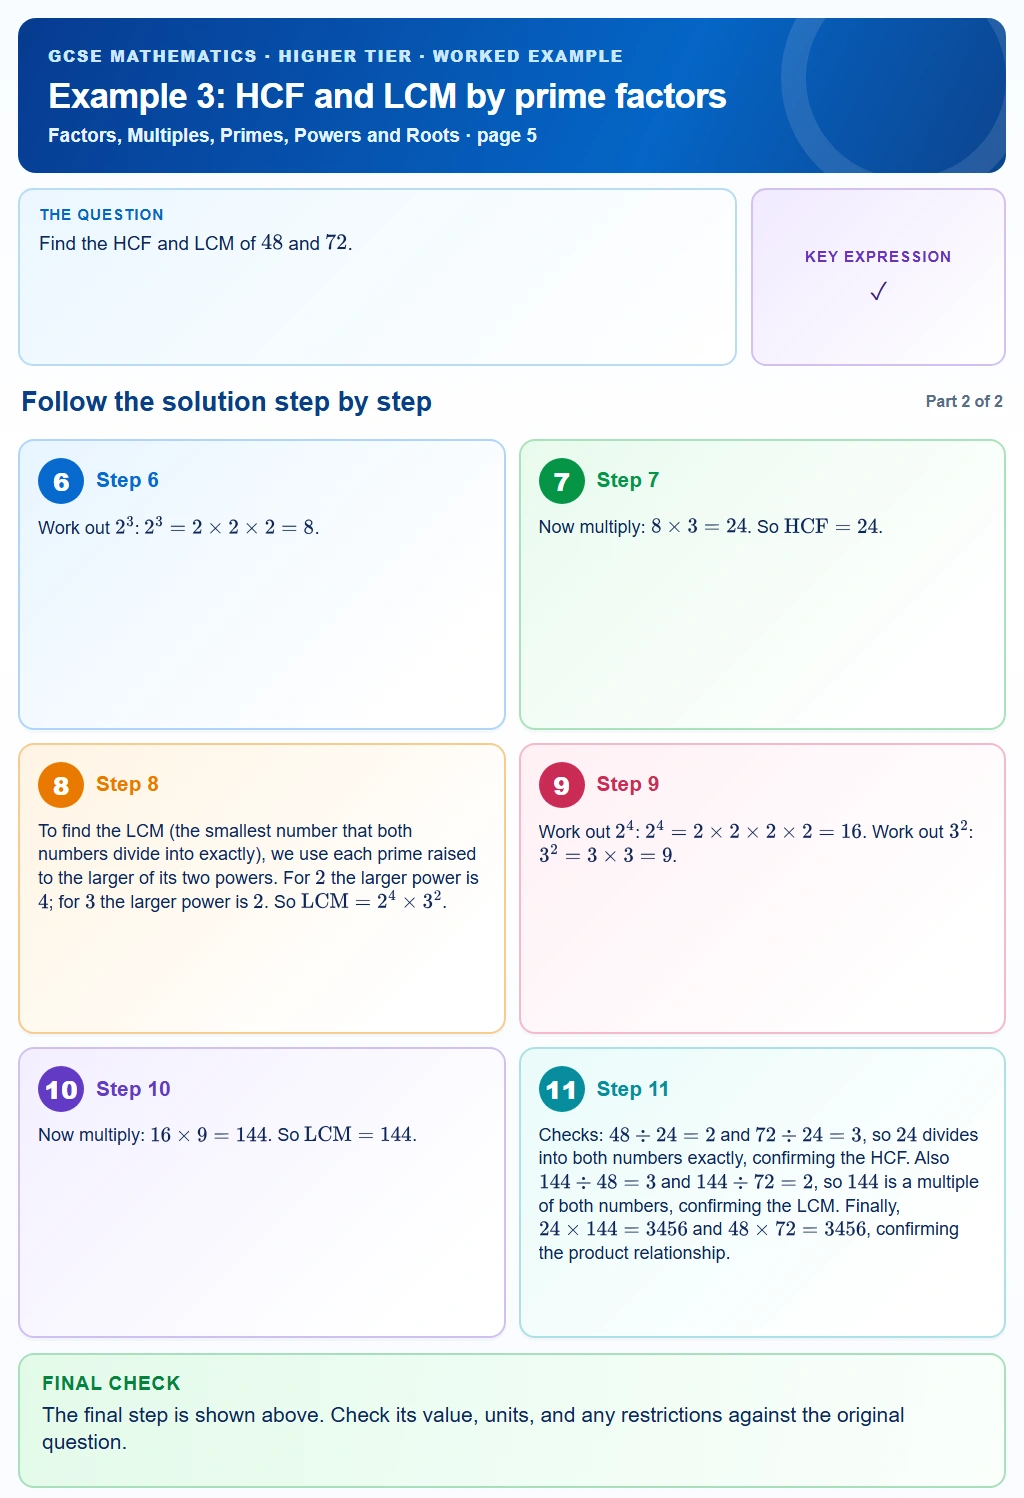 GCSE MATHEMATICS · HIGHER TIER · WORKED EXAMPLE
Example 3: HCF and LCM by prime factors
Factors, Multiples, Primes, Powers and Roots · page 5
THE QUESTION
Find the HCF and LCM of 48 and 72.
KEY EXPRESSION
✓
Follow the solution step by step
Part 2 of 2
6 Step 6
Work out 2³: 2³ = 2 × 2 × 2 = 8.
7 Step 7
Now multiply: 8 × 3 = 24. So HCF = 24.
8 Step 8
To find the LCM (the smallest number that both
numbers divide into exactly), we use each prime raised
to the larger of its two powers. For 2 the larger power is
4; for 3 the larger power is 2. So LCM = 2⁴ × 3².
9 Step 9
Work out 2⁴: 2⁴ = 2 × 2 × 2 × 2 = 16. Work out 3²:
3² = 3 × 3 = 9.
10 Step 10
Now multiply: 16 × 9 = 144. So LCM = 144.
11 Step 11
Checks: 48 ÷ 24 = 2 and 72 ÷ 24 = 3, so 24 divides
into both numbers exactly, confirming the HCF. Also
144 ÷ 48 = 3 and 144 ÷ 72 = 2, so 144 is a multiple
of both numbers, confirming the LCM. Finally,
24 × 144 = 3456 and 48 × 72 = 3456, confirming
the product relationship.
FINAL CHECK
The final step is shown above. Check its value, units, and any restrictions against the original
question.